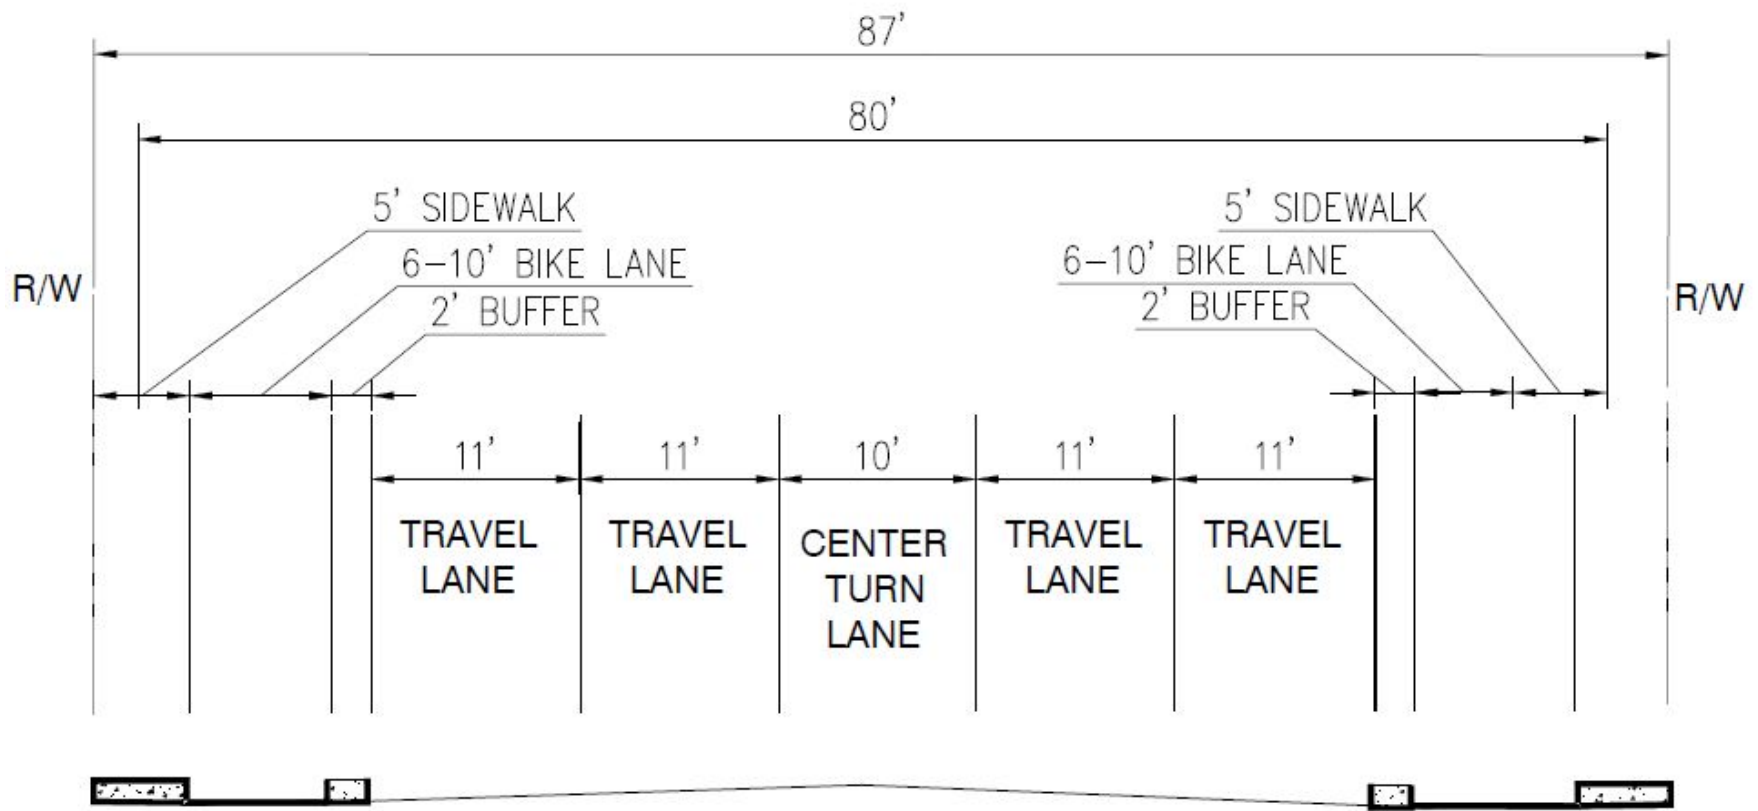 87'
80'
5' SIDEWALK
5' SIDEWALK
6-10' BIKE LANE
6-10' BIKE LANE
R/W
R/W
2' BUFFER
2' BUFFER
11'
11'
10'
11'
11'
TRAVEL
LANE
TRAVEL
LANE
CENTER
TURN
LANE
TRAVEL
LANE
TRAVEL
LANE